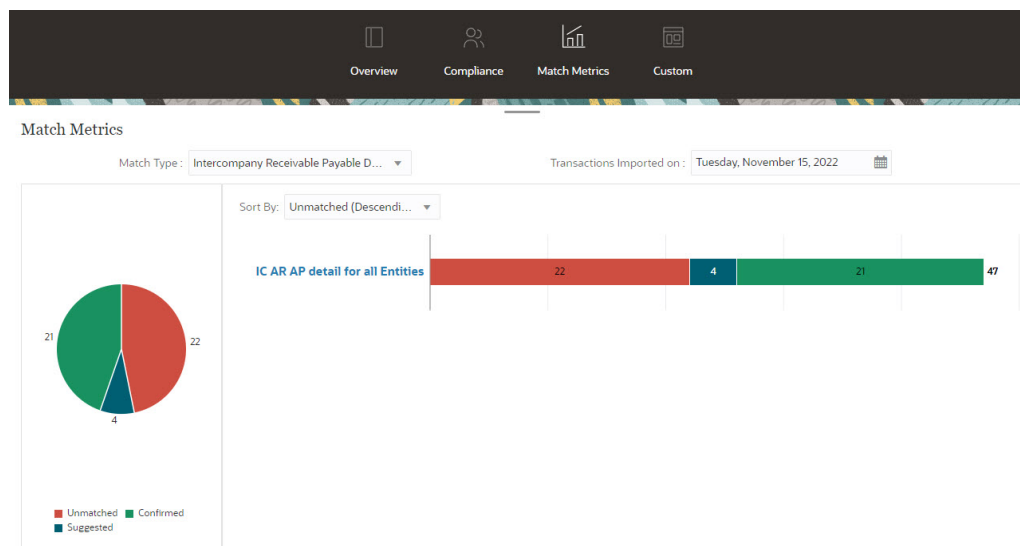 Overview Compliance Match Metrics Custom
Match Metrics
Match Type : Intercompany Receivable Payable D... Transactions Imported on : Tuesday, November 15, 2022
Sort By: Unmatched (Descendi...
IC AR AP detail for all Entities 22 4 21 47
21 22
4
Unmatched Confirmed
Suggested